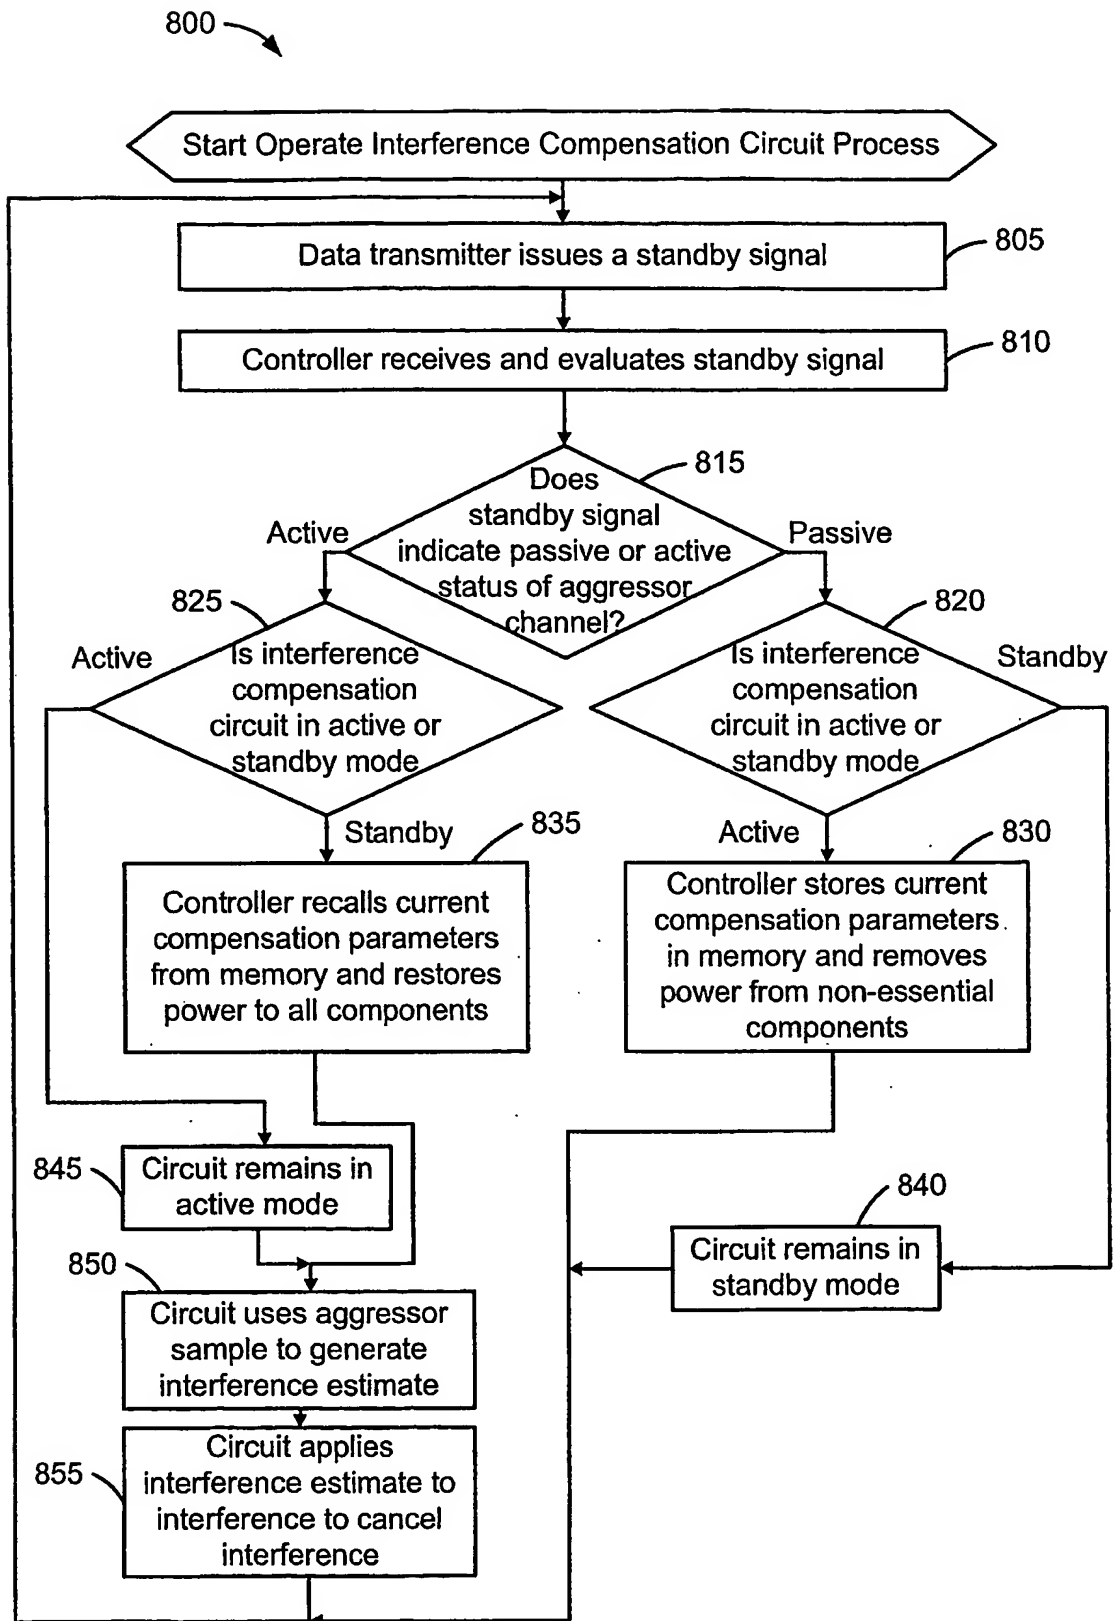 800
Start Operate Interference Compensation Circuit Process
Data transmitter issues a standby signal
805
Controller receives and evaluates standby signal
810
815
Does
standby signal
indicate passive or active
status of aggressor
channel?
Active
Passive
825
Is interference
compensation
circuit in active or
standby mode
Active
Standby
820
Is interference
compensation
circuit in active or
standby mode
Standby
Active
835
Controller recalls current
compensation parameters
from memory and restores
power to all components
830
Controller stores current
compensation parameters
in memory and removes
power from non-essential
components
845
Circuit remains in
active mode
840
Circuit remains in
standby mode
850
Circuit uses aggressor
sample to generate
interference estimate
855
Circuit applies
interference estimate to
interference to cancel
interference